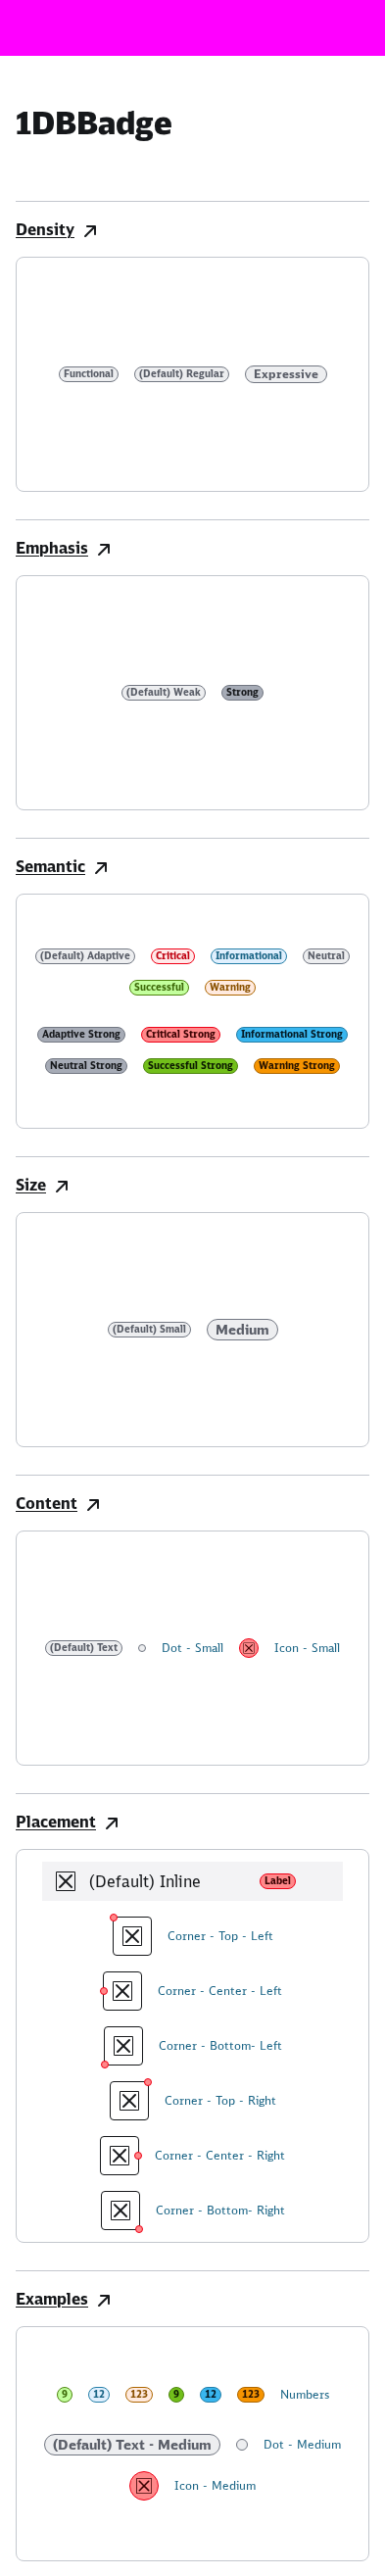 1DBBadge
Density
Functional (Default) Regular Expressive
Emphasis
(Default) Weak Strong
Semantic
(Default) Adaptive Critical Informational Neutral
Successful Warning
Adaptive Strong Critical Strong Informational Strong
Neutral Strong Successful Strong Warning Strong
Size
(Default) Small Medium
Content
(Default) Text Dot - Small Icon - Small
Placement
(Default) Inline Label
Corner - Top - Left
Corner - Center - Left
Corner - Bottom- Left
Corner - Top - Right
Corner - Center - Right
Corner - Bottom- Right
Examples
9 12 123 9 12 123 Numbers
(Default) Text - Medium Dot - Medium
Icon - Medium